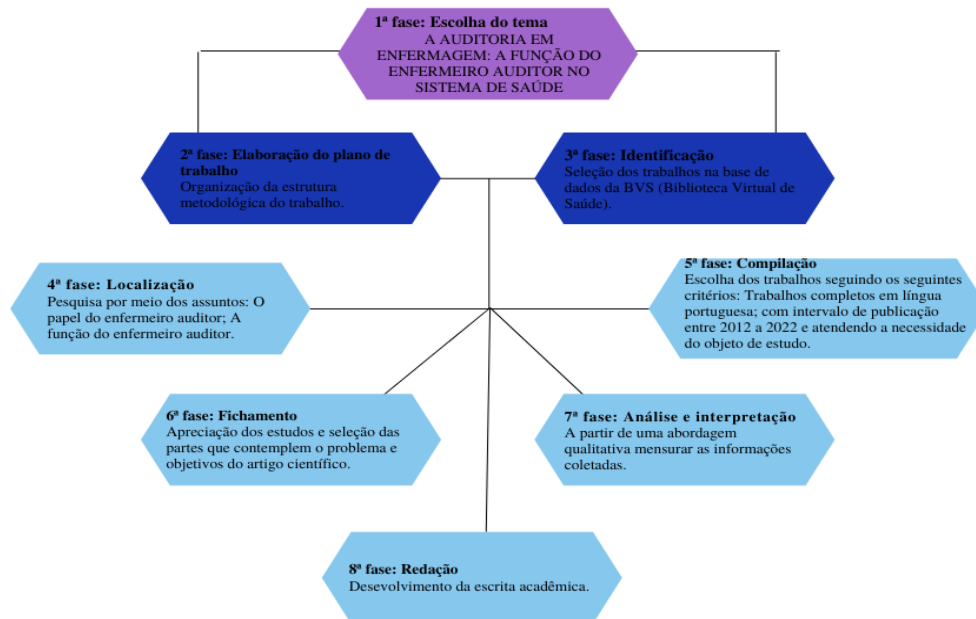 1ª fase: Escolha do tema
A AUDITORIA EM
ENFERMAGEM: A FUNÇÃO DO
ENFERMEIRO AUDITOR NO
SISTEMA DE SAÚDE
2ª fase: Elaboração do plano de
trabalho
Organização da estrutura
metodológica do trabalho.
3ª fase: Identificação
Seleção dos trabalhos na base de
dados da BVS (Biblioteca Virtual de
Saúde).
4ª fase: Localização
Pesquisa por meio dos assuntos: O
papel do enfermeiro auditor; A
função do enfermeiro auditor.
5ª fase: Compilação
Escolha dos trabalhos seguindo os seguintes
critérios: Trabalhos completos em língua
portuguesa; com intervalo de publicação
entre 2012 a 2022 e atendendo a necessidade
do objeto de estudo.
6ª fase: Fichamento
Apreciação dos estudos e seleção das
partes que contemplem o problema e
objetivos do artigo científico.
7ª fase: Análise e interpretação
A partir de uma abordagem
qualitativa mensurar as informações
coletadas.
8ª fase: Redação
Desevolvimento da escrita acadêmica.